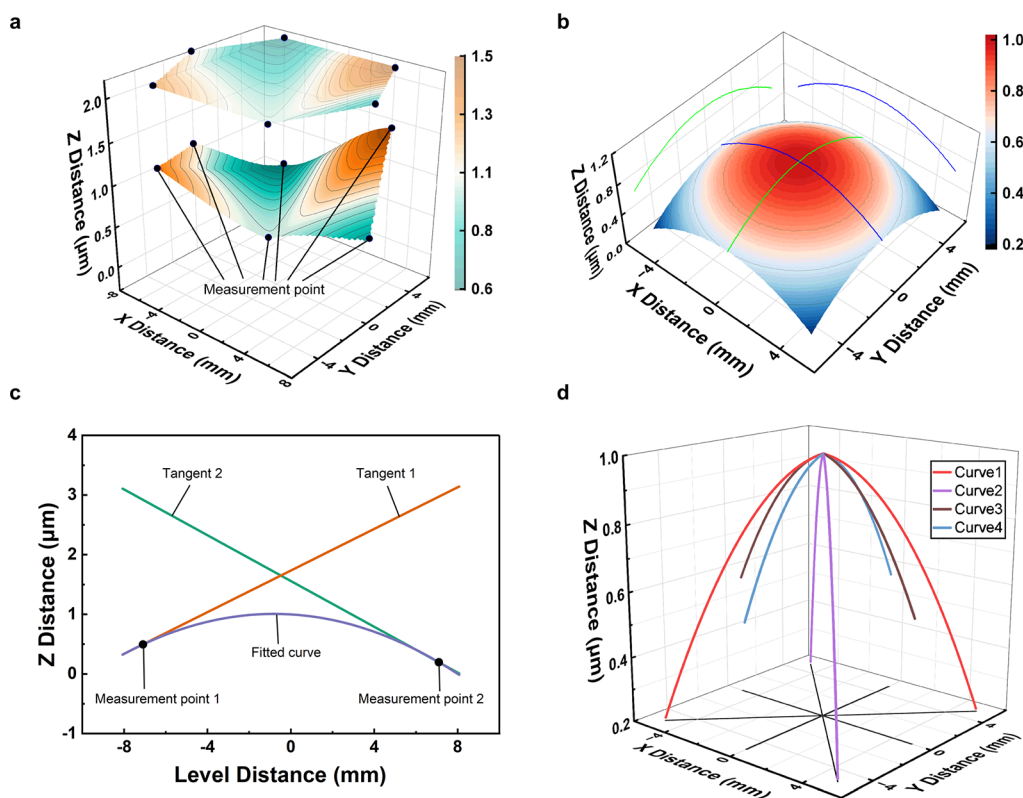 a
2.0
1.5
1.0
0.5
0.0
Z Distance (μm)
-8
-4
0
4
8
X Distance (mm)
-4
0
4
Y Distance (mm)
Measurement point
1.5
1.3
1.1
0.8
0.6
b
1.2
0.8
0.4
0.0
Z Distance (μm)
-4
0
4
X Distance (mm)
-4
0
4
Y Distance (mm)
1.0
0.8
0.6
0.4
0.2
c
4
3
2
1
0
-1
Z Distance (μm)
Tangent 2
Tangent 1
Fitted curve
Measurement point 1
Measurement point 2
-8
-4
0
4
8
Level Distance (mm)
d
1.0
0.8
0.6
0.4
0.2
Z Distance (μm)
Curve1
Curve2
Curve3
Curve4
-4
0
4
X Distance (mm)
-4
0
4
Y Distance (mm)